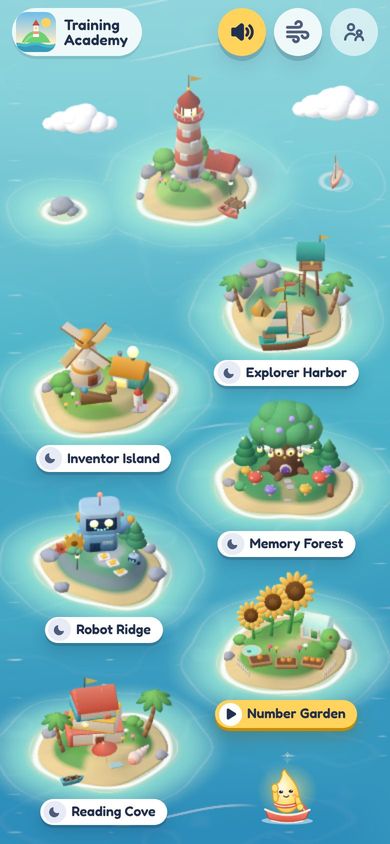 Training
Academy
Explorer Harbor
Inventor Island
Memory Forest
Robot Ridge
Number Garden
Reading Cove